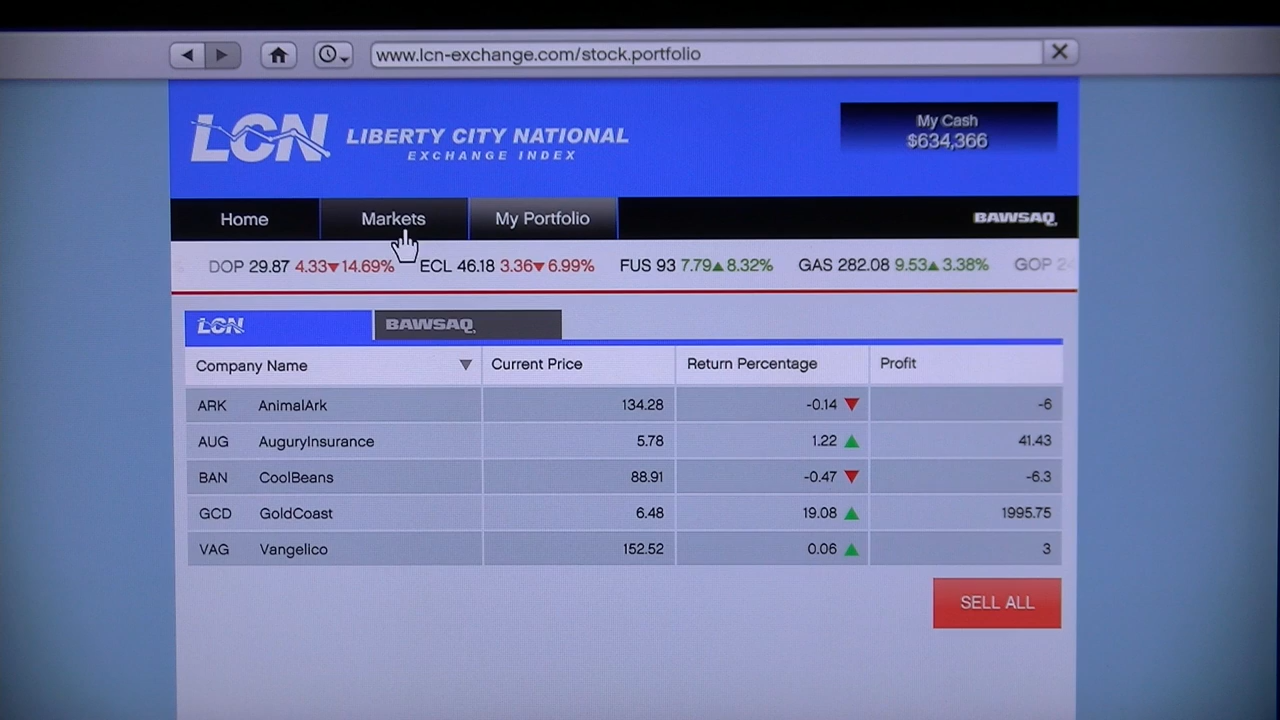 www.lcn-exchange.com/stock.portfolio
LCN LIBERTY CITY NATIONAL
EXCHANGE INDEX
My Cash
$634,366
Home Markets My Portfolio BAWSAQ
DOP 29.87 4.33▼14.69% ECL 46.18 3.36▼6.99% FUS 93 7.79▲8.32% GAS 282.08 9.53▲3.38% GOP
LCN BAWSAQ
Company Name ▼ Current Price Return Percentage Profit
ARK AnimalArk 134.28 -0.14 ▼ -6
AUG AuguryInsurance 5.78 1.22 ▲ 41.43
BAN CoolBeans 88.91 -0.47 ▼ -6.3
GCD GoldCoast 6.48 19.08 ▲ 1995.75
VAG Vangelico 152.52 0.06 ▲ 3
SELL ALL